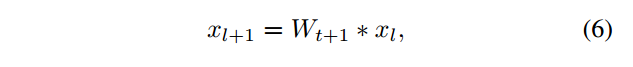 x_{l+1} = W_{t+1} * x_l, (6)